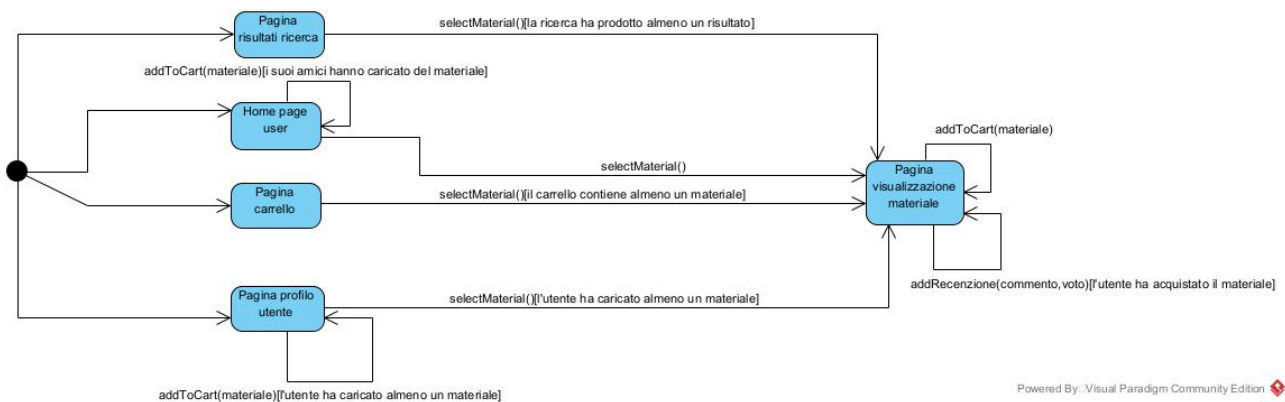 Pagina
risultati ricerca
selectMaterial()[la ricerca ha prodotto almeno un risultato]
addToCart(materiale)[i suoi amici hanno caricato del materiale]
Home page
user
selectMaterial()
addToCart(materiale)
Pagina
visualizzazione
materiale
Pagina
carrello
selectMaterial()[il carrello contiene almeno un materiale]
addRecenzione(commento,voto)[l'utente ha acquistato il materiale]
Pagina profilo
utente
selectMaterial()[l'utente ha caricato almeno un materiale]
addToCart(materiale)[l'utente ha caricato almeno un materiale]
Powered By Visual Paradigm Community Edition